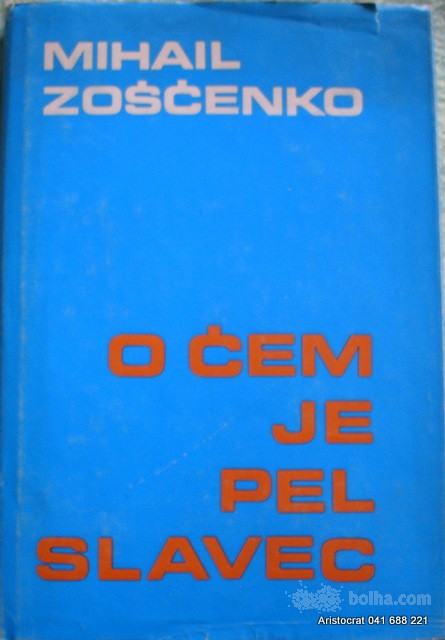 MIHAIL
ZOŠČENKO
O ČEM
JE
PEL
SLAVEC
bolha.com
Aristocrat 041 688 221